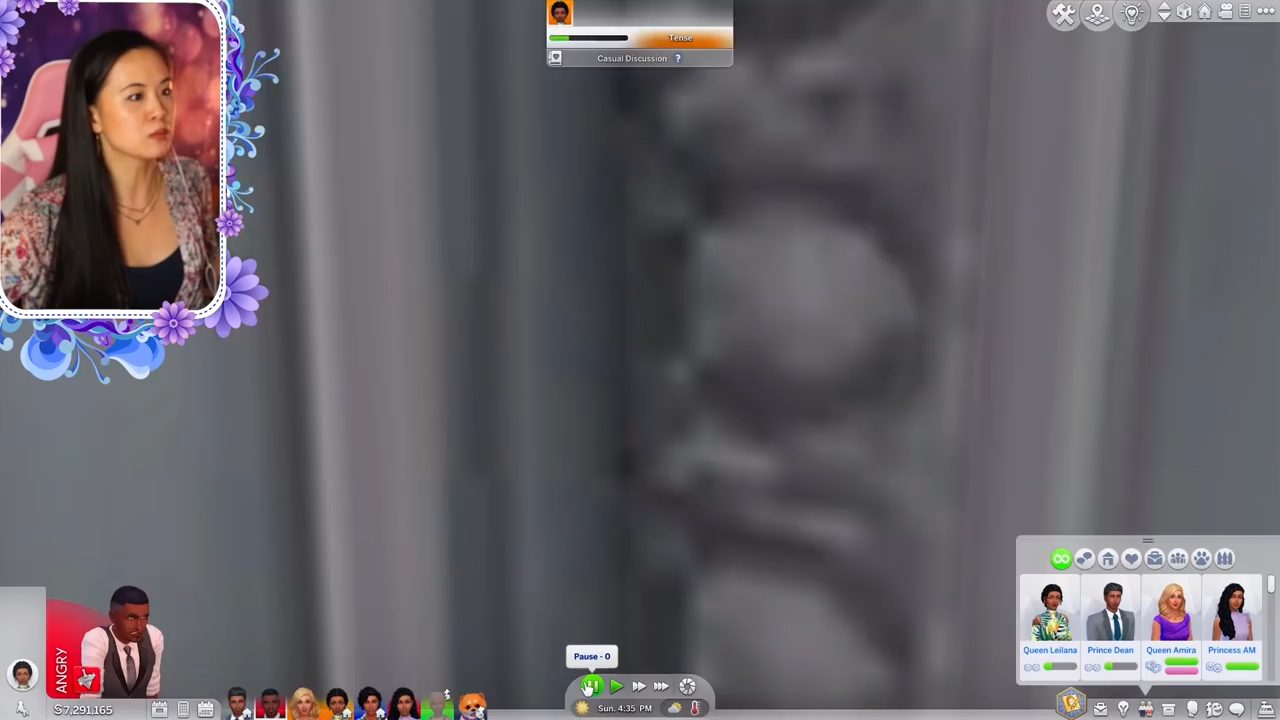 Tense
Casual Discussion ?
Queen Leilana
Prince Dean
Queen Amira
Princess AM
Pause - 0
ANGRY
§7,291,165
Sun. 4:35 PM